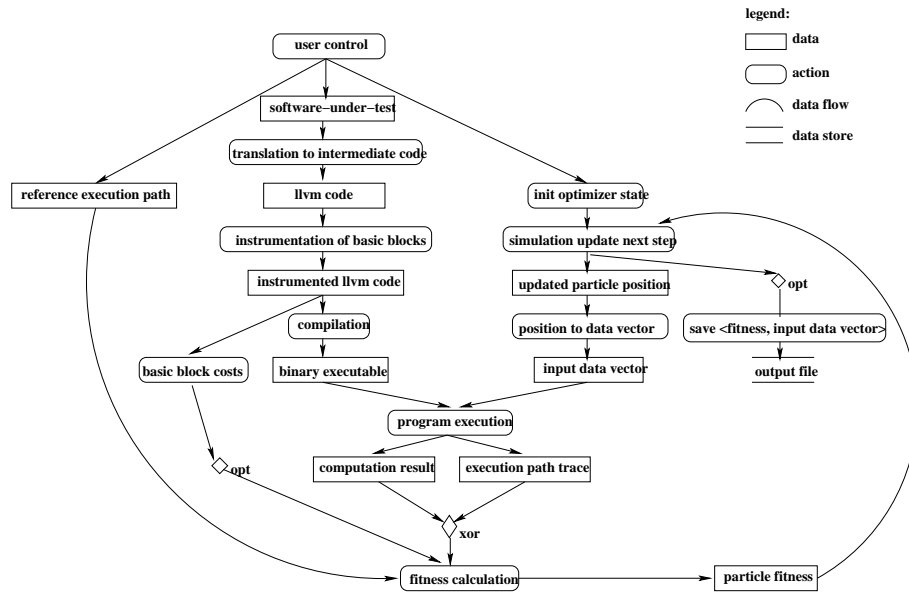 legend:
data
action
data flow
data store
user control
software-under-test
translation to intermediate code
reference execution path
llvm code
init optimizer state
instrumentation of basic blocks
simulation update next step
instrumented llvm code
updated particle position
opt
compilation
position to data vector
save <fitness, input data vector>
basic block costs
binary executable
input data vector
output file
program execution
opt
computation result
execution path trace
xor
fitness calculation
particle fitness